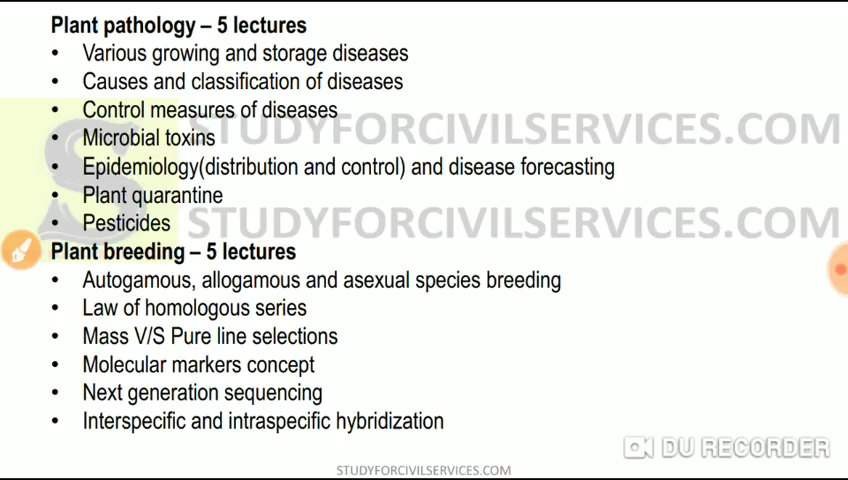 Plant pathology – 5 lectures
• Various growing and storage diseases
• Causes and classification of diseases
• Control measures of diseases
STUDYFORCIVILSERVICES.COM
• Microbial toxins
• Epidemiology(distribution and control) and disease forecasting
• Plant quarantine
• Pesticides
STUDYFORCIVILSERVICES.COM
Plant breeding – 5 lectures
• Autogamous, allogamous and asexual species breeding
• Law of homologous series
• Mass V/S Pure line selections
• Molecular markers concept
• Next generation sequencing
• Interspecific and intraspecific hybridization
DU RECORDER
STUDYFORCIVILSERVICES.COM